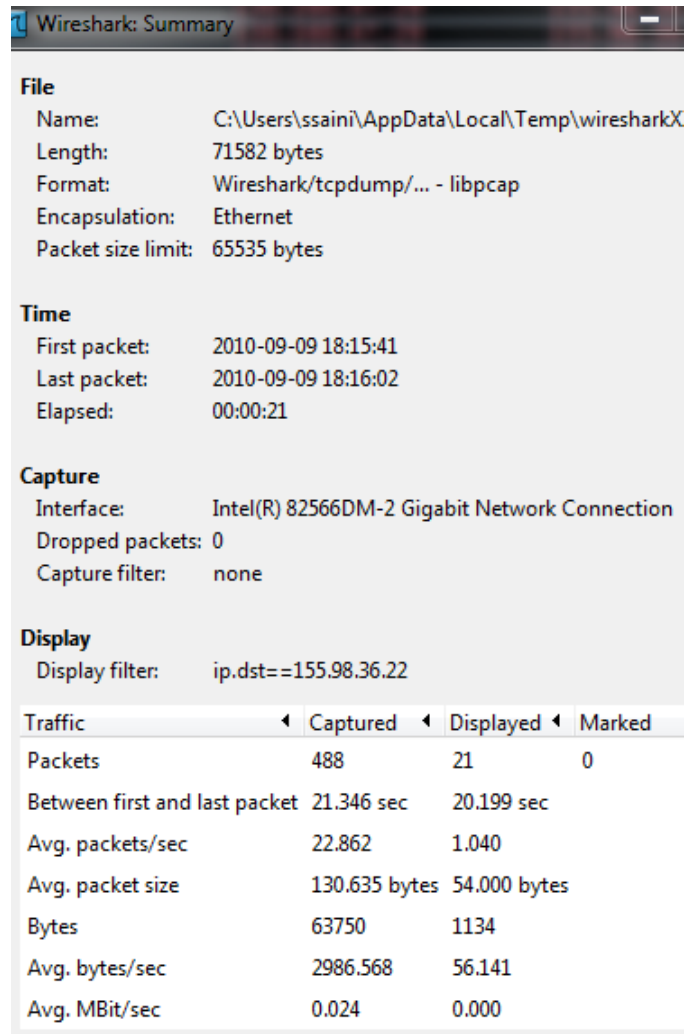 Wireshark: Summary
File
Name: C:\Users\ssaini\AppData\Local\Temp\wiresharkX
Length: 71582 bytes
Format: Wireshark/tcpdump/... - libpcap
Encapsulation: Ethernet
Packet size limit: 65535 bytes
Time
First packet: 2010-09-09 18:15:41
Last packet: 2010-09-09 18:16:02
Elapsed: 00:00:21
Capture
Interface: Intel(R) 82566DM-2 Gigabit Network Connection
Dropped packets: 0
Capture filter: none
Display
Display filter: ip.dst==155.98.36.22
Traffic Captured Displayed Marked
Packets 488 21 0
Between first and last packet 21.346 sec 20.199 sec
Avg. packets/sec 22.862 1.040
Avg. packet size 130.635 bytes 54.000 bytes
Bytes 63750 1134
Avg. bytes/sec 2986.568 56.141
Avg. MBit/sec 0.024 0.000